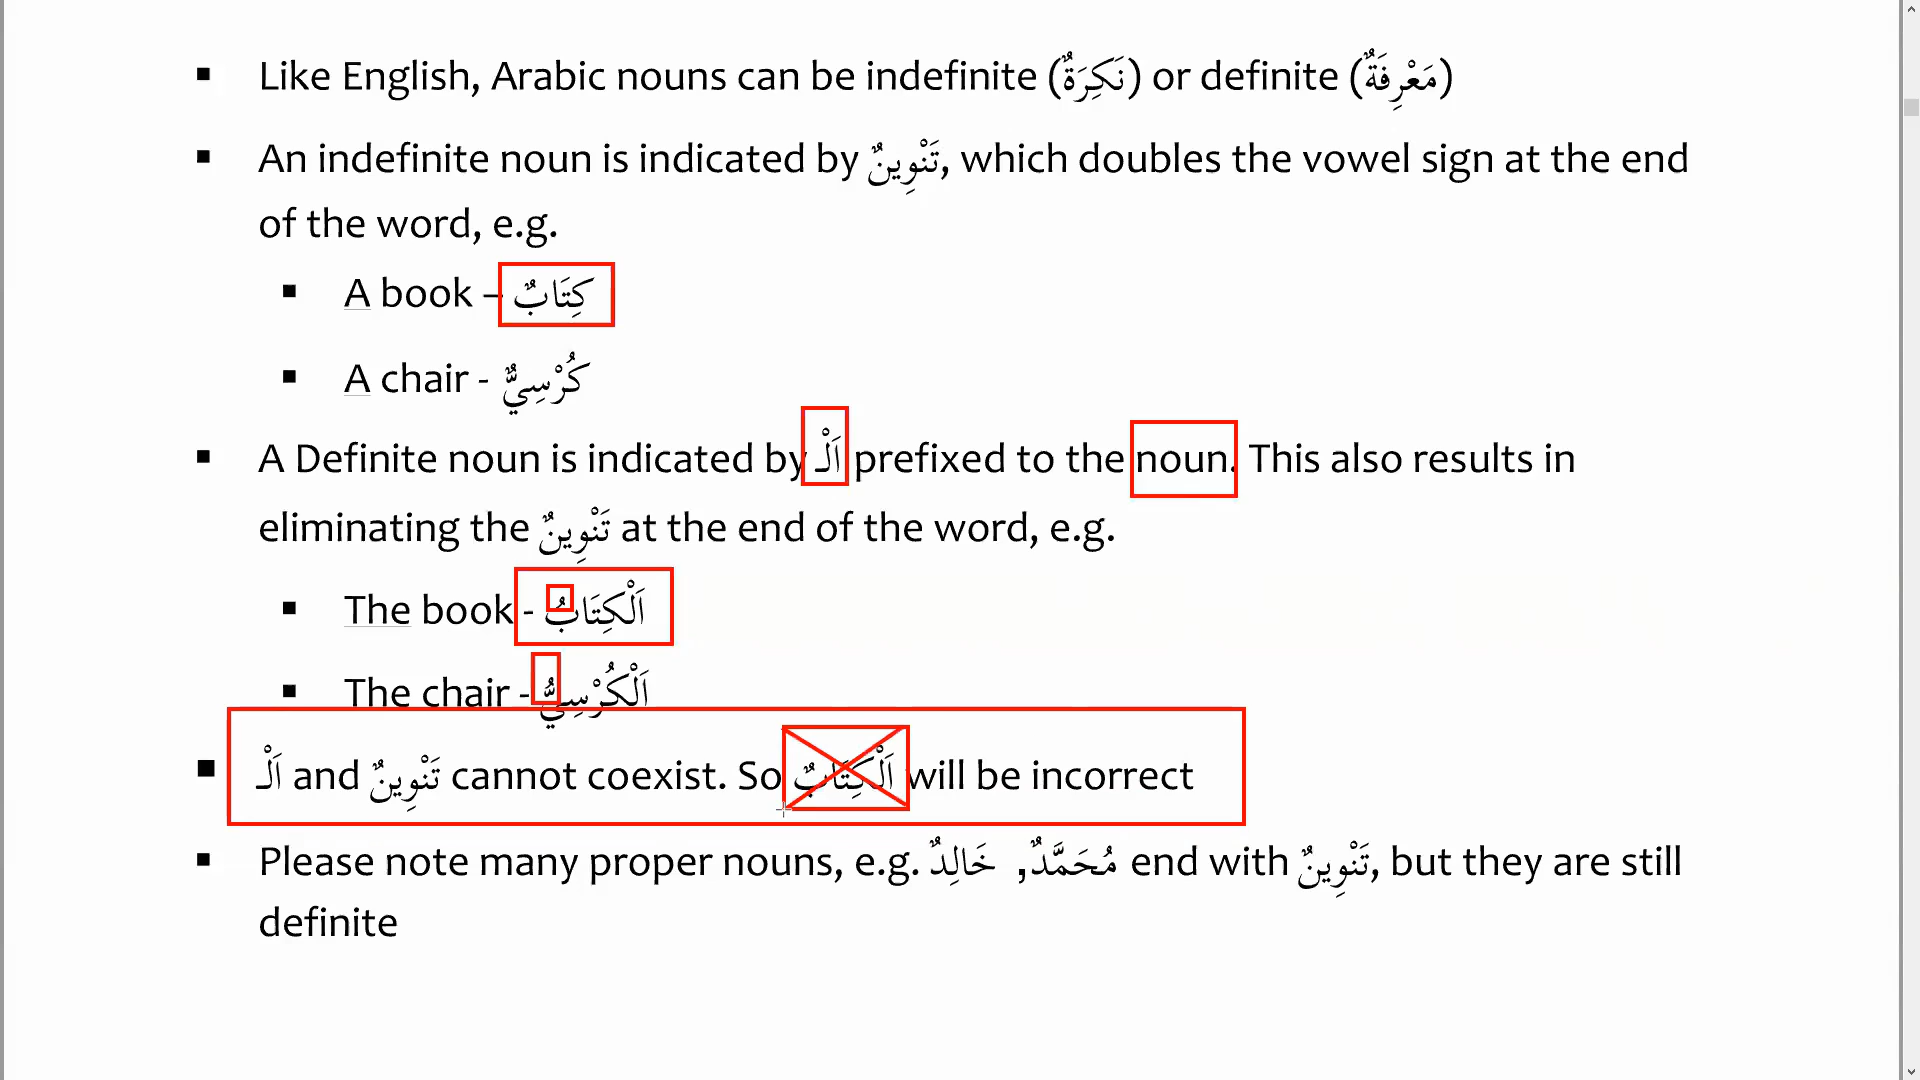 ▪ Like English, Arabic nouns can be indefinite (نَكِرَةٌ) or definite (مَعْرِفَةٌ)
▪ An indefinite noun is indicated by تَنْوِينٌ, which doubles the vowel sign at the end
of the word, e.g.
▪ A book – كِتَابٌ
▪ A chair - كُرْسِيٌّ
▪ A Definite noun is indicated by اَلْـ prefixed to the noun. This also results in
eliminating the تَنْوِينٌ at the end of the word, e.g.
▪ The book - اَلْكِتَابُ
▪ The chair - اَلْكُرْسِيُّ
▪ اَلْـ and تَنْوِينٌ cannot coexist. So اَلْكِتَابٌ will be incorrect
▪ Please note many proper nouns, e.g. مُحَمَّدٌ, خَالِدٌ end with تَنْوِينٌ, but they are still
definite